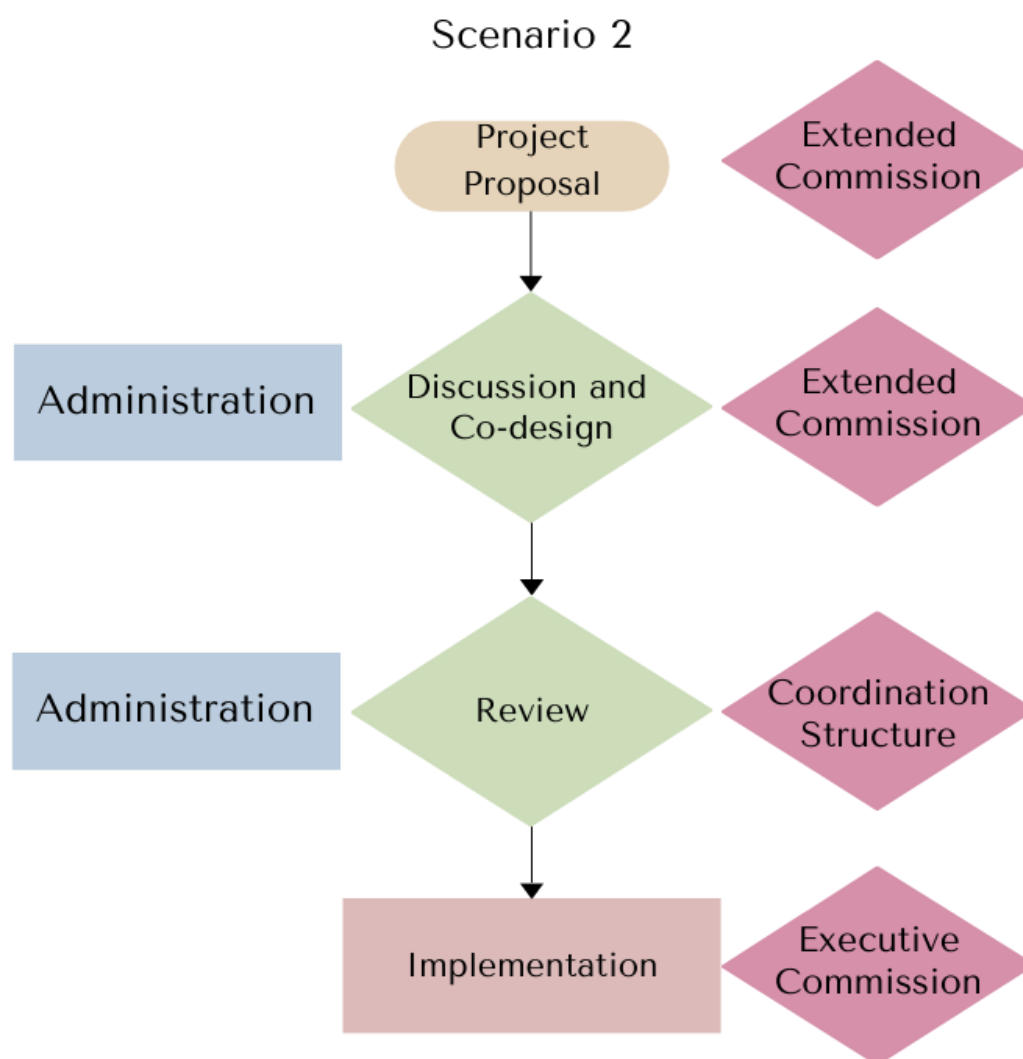 Scenario 2
Project
Proposal
Extended
Commission
Administration
Discussion and
Co-design
Extended
Commission
Administration
Review
Coordination
Structure
Implementation
Executive
Commission